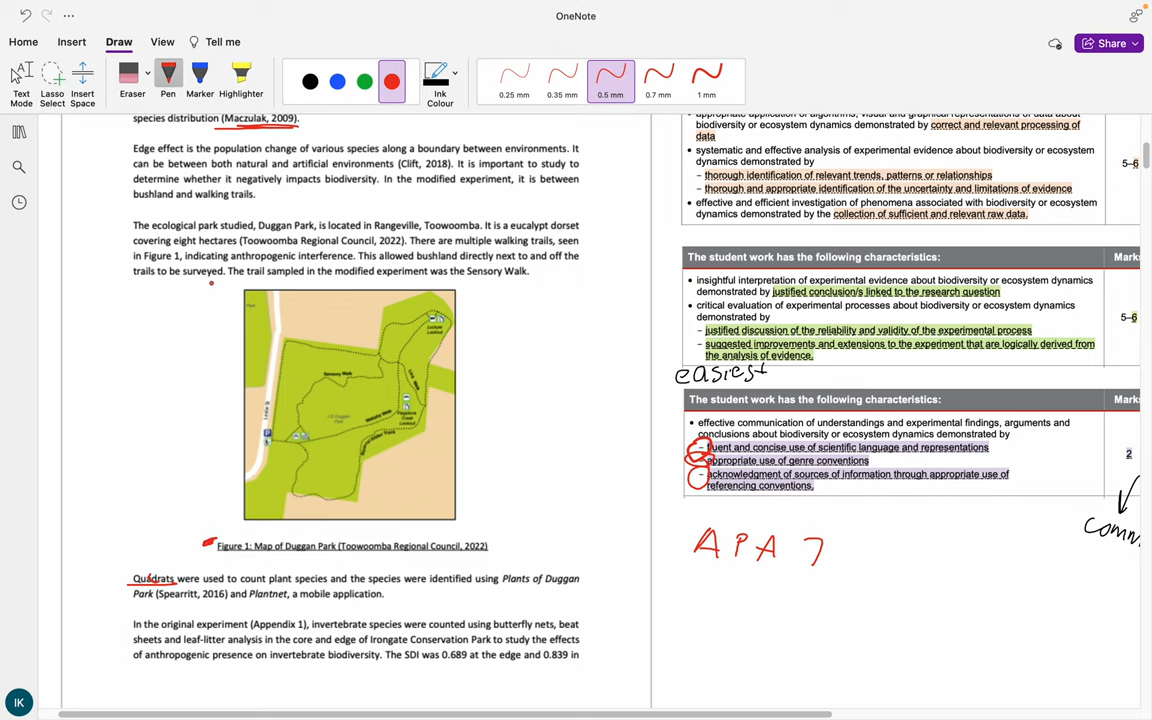 OneNote
Home
Insert
Draw
View
Tell me
Share
Text Mode
Lasso Select
Insert Space
Eraser
Pen
Marker
Highlighter
Ink Colour
0.25 mm
0.35 mm
0.5 mm
0.7 mm
1 mm
species distribution (Maczulak, 2009).
Edge effect is the population change of various species along a boundary between environments. It
can be between both natural and artificial environments (Clift, 2018). It is important to study to
determine whether it negatively impacts biodiversity. In the modified experiment, it is between
bushland and walking trails.
The ecological park studied, Duggan Park, is located in Rangeville, Toowoomba. It is a eucalypt dorset
covering eight hectares (Toowoomba Regional Council, 2022). There are multiple walking trails, seen
in Figure 1, indicating anthropogenic interference. This allowed bushland directly next to and off the
trails to be surveyed. The trail sampled in the modified experiment was the Sensory Walk.
Sensory Walk
Wallaby Walk
Figure 1: Map of Duggan Park (Toowoomba Regional Council, 2022)
Quadrats were used to count plant species and the species were identified using Plants of Duggan
Park (Spearritt, 2016) and Plantnet, a mobile application.
In the original experiment (Appendix 1), invertebrate species were counted using butterfly nets, beat
sheets and leaf-litter analysis in the core and edge of Irongate Conservation Park to study the effects
of anthropogenic presence on invertebrate biodiversity. The SDI was 0.689 at the edge and 0.839 in
appropriate application of algorithms, visual and graphical representations of data about
biodiversity or ecosystem dynamics demonstrated by correct and relevant processing of
data
• systematic and effective analysis of experimental evidence about biodiversity or ecosystem
dynamics demonstrated by
– thorough identification of relevant trends, patterns or relationships
– thorough and appropriate identification of the uncertainty and limitations of evidence
• effective and efficient investigation of phenomena associated with biodiversity or ecosystem
dynamics demonstrated by the collection of sufficient and relevant raw data.
5–6
The student work has the following characteristics:
Marks
• insightful interpretation of experimental evidence about biodiversity or ecosystem dynamics
demonstrated by justified conclusion/s linked to the research question
• critical evaluation of experimental processes about biodiversity or ecosystem dynamics
demonstrated by
– justified discussion of the reliability and validity of the experimental process
– suggested improvements and extensions to the experiment that are logically derived from
the analysis of evidence.
5–6
easiest
The student work has the following characteristics:
Marks
• effective communication of understandings and experimental findings, arguments and
conclusions about biodiversity or ecosystem dynamics demonstrated by
– fluent and concise use of scientific language and representations
– appropriate use of genre conventions
– acknowledgment of sources of information through appropriate use of
referencing conventions.
2
comm
APA 7
IK